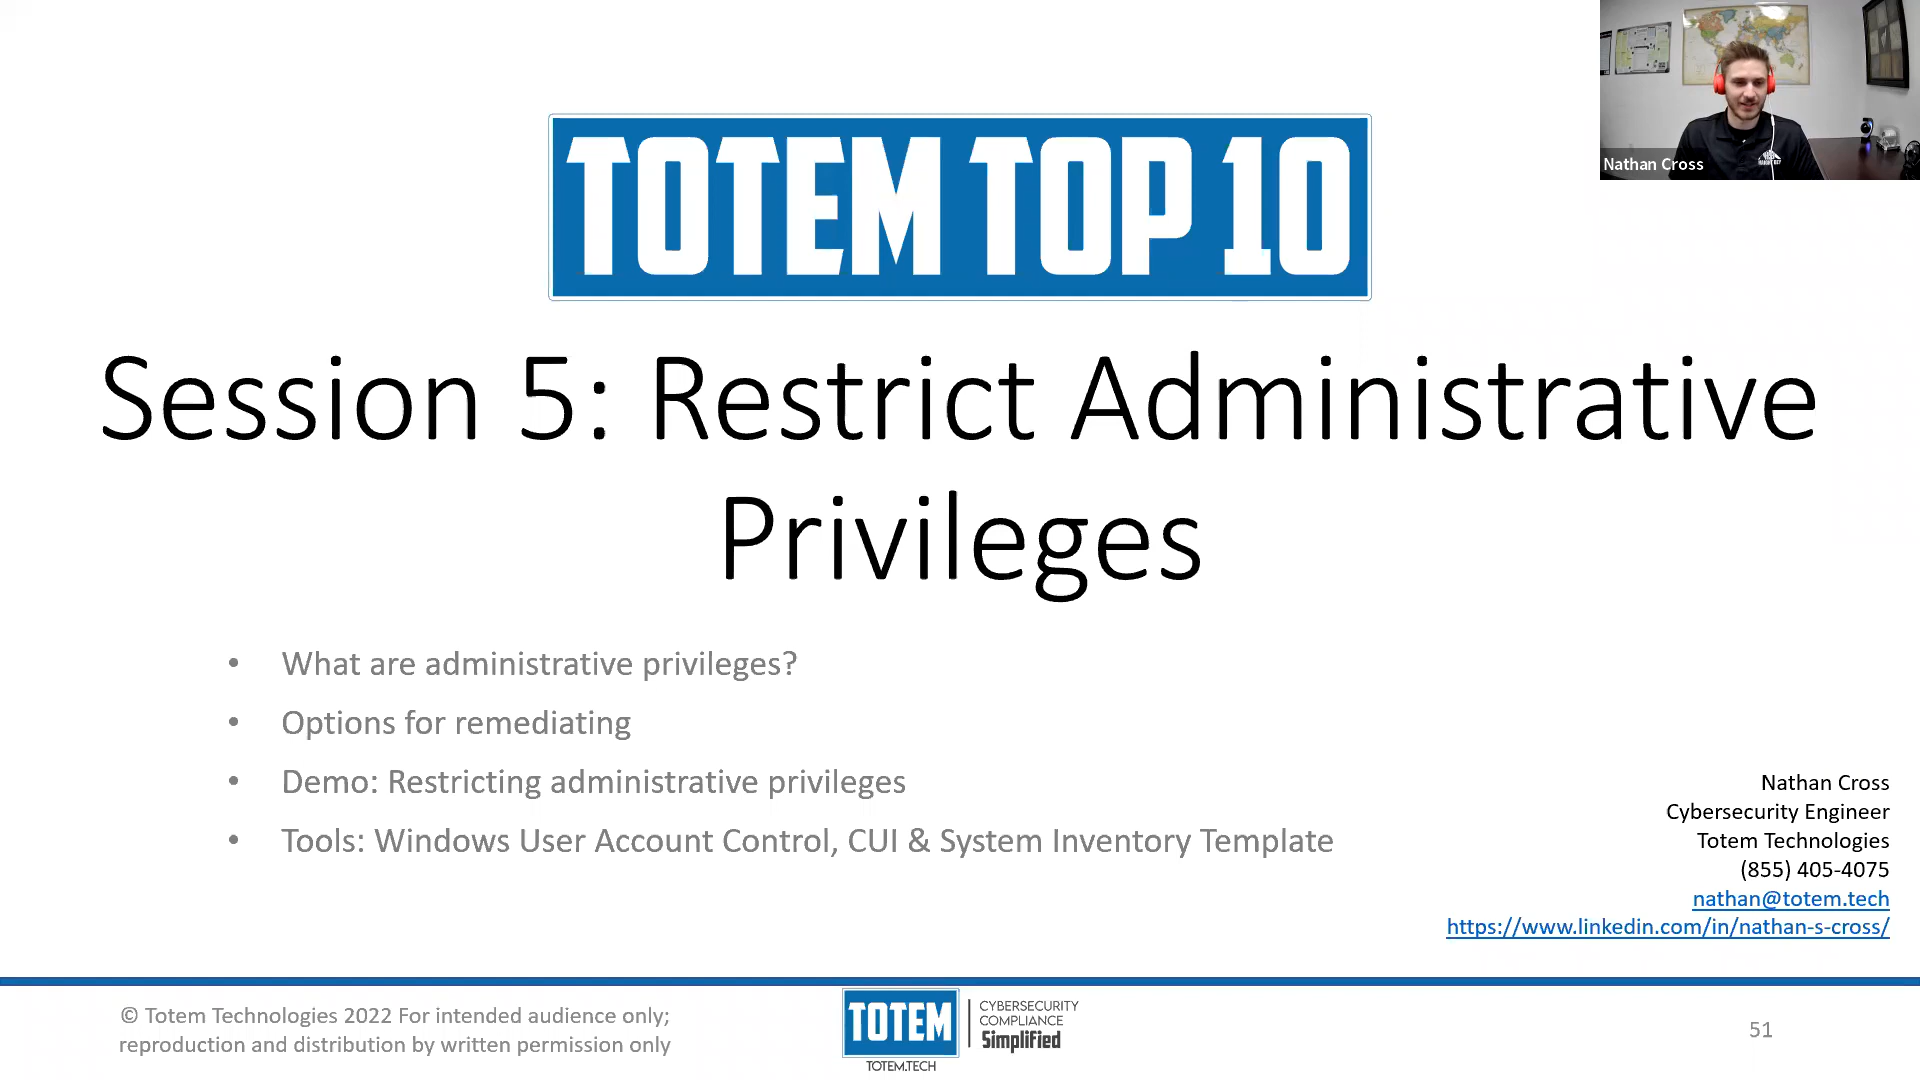 TOTEM TOP 10
Nathan Cross
Session 5: Restrict Administrative
Privileges
• What are administrative privileges?
• Options for remediating
• Demo: Restricting administrative privileges
• Tools: Windows User Account Control, CUI & System Inventory Template
Nathan Cross
Cybersecurity Engineer
Totem Technologies
(855) 405-4075
nathan@totem.tech
https://www.linkedin.com/in/nathan-s-cross/
© Totem Technologies 2022 For intended audience only;
reproduction and distribution by written permission only
TOTEM
TOTEM.TECH
CYBERSECURITY
COMPLIANCE
Simplified
51